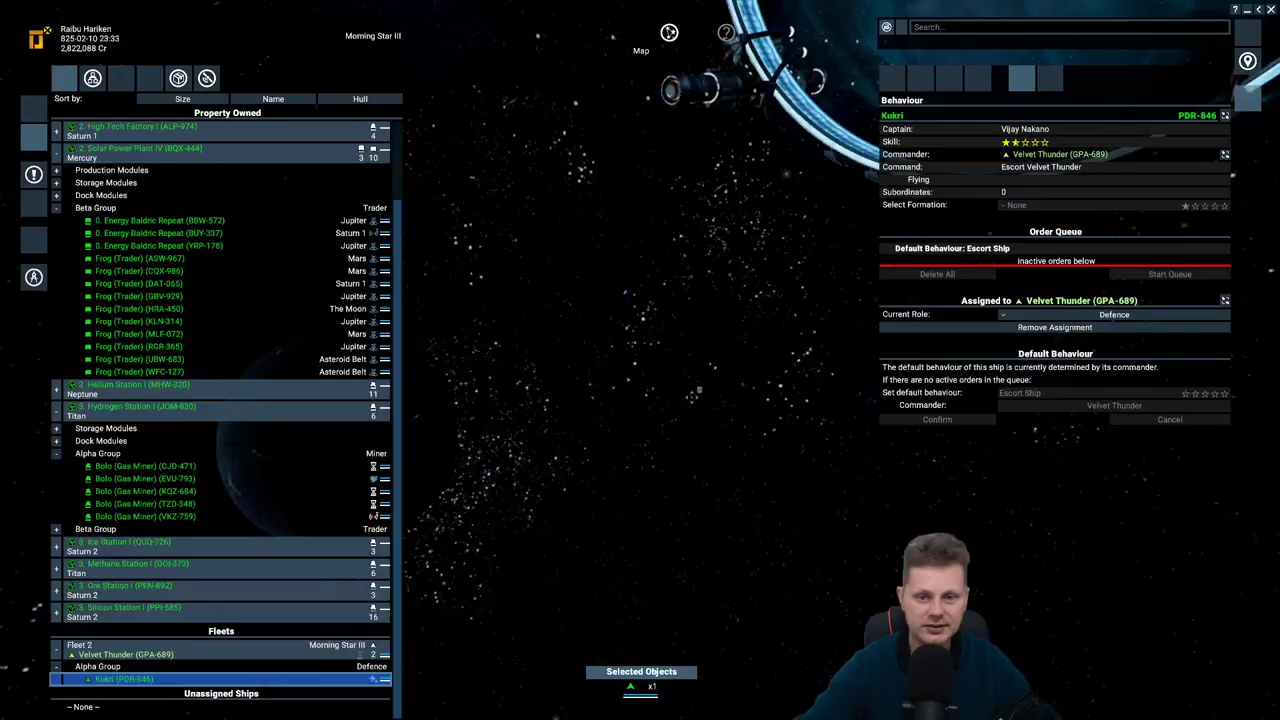 Raibu Hariken
825-02-10 23:33
2,822,088 Cr
Morning Star III
Map
Search...
Sort by: Size Name Hull
Property Owned
2. High Tech Factory I (ALP-974)
Saturn 1 4
2. Solar Power Plant IV (BQX-444)
Mercury 3 10
Production Modules
Storage Modules
Dock Modules
Beta Group Trader
0. Energy Baldric Repeat (BBW-572) Jupiter
0. Energy Baldric Repeat (BUY-337) Saturn 1
0. Energy Baldric Repeat (YRP-178) Jupiter
Frog (Trader) (ASW-967) Mars
Frog (Trader) (CQX-986) Mars
Frog (Trader) (DAT-065) Saturn 1
Frog (Trader) (GBV-929) Jupiter
Frog (Trader) (HRA-450) The Moon
Frog (Trader) (KLN-314) Jupiter
Frog (Trader) (MLF-072) Mars
Frog (Trader) (RGR-365) Jupiter
Frog (Trader) (UBW-683) Asteroid Belt
Frog (Trader) (WFC-127) Asteroid Belt
3. Helium Station I (MHW-320)
Neptune 11
3. Hydrogen Station I (JOM-830)
Titan 6
Storage Modules
Dock Modules
Alpha Group Miner
Bolo (Gas Miner) (CJD-471)
Bolo (Gas Miner) (EVU-793)
Bolo (Gas Miner) (KQZ-684)
Bolo (Gas Miner) (TZD-348)
Bolo (Gas Miner) (VKZ-759)
Beta Group Trader
3. Ice Station I (QUQ-726)
Saturn 2 3
3. Methane Station I (OOI-373)
Titan 6
3. Ore Station I (PEN-892)
Saturn 2 3
3. Silicon Station I (PPI-585)
Saturn 2 16
Fleets
Fleet 2 Morning Star III
Velvet Thunder (GPA-689) 2
Alpha Group Defence
Kukri (PDR-846)
Unassigned Ships
-- None --
Selected Objects
x1
Behaviour
Kukri PDR-846
Captain: Vijay Nakano
Skill:
Commander: Velvet Thunder (GPA-689)
Command: Escort Velvet Thunder
Flying
Subordinates: 0
Select Formation: None
Order Queue
Default Behaviour: Escort Ship
Inactive orders below
Delete All Start Queue
Assigned to Velvet Thunder (GPA-689)
Current Role: Defence
Remove Assignment
Default Behaviour
The default behaviour of this ship is currently determined by its commander.
If there are no active orders in the queue:
Set default behaviour: Escort Ship
Commander: Velvet Thunder
Confirm Cancel